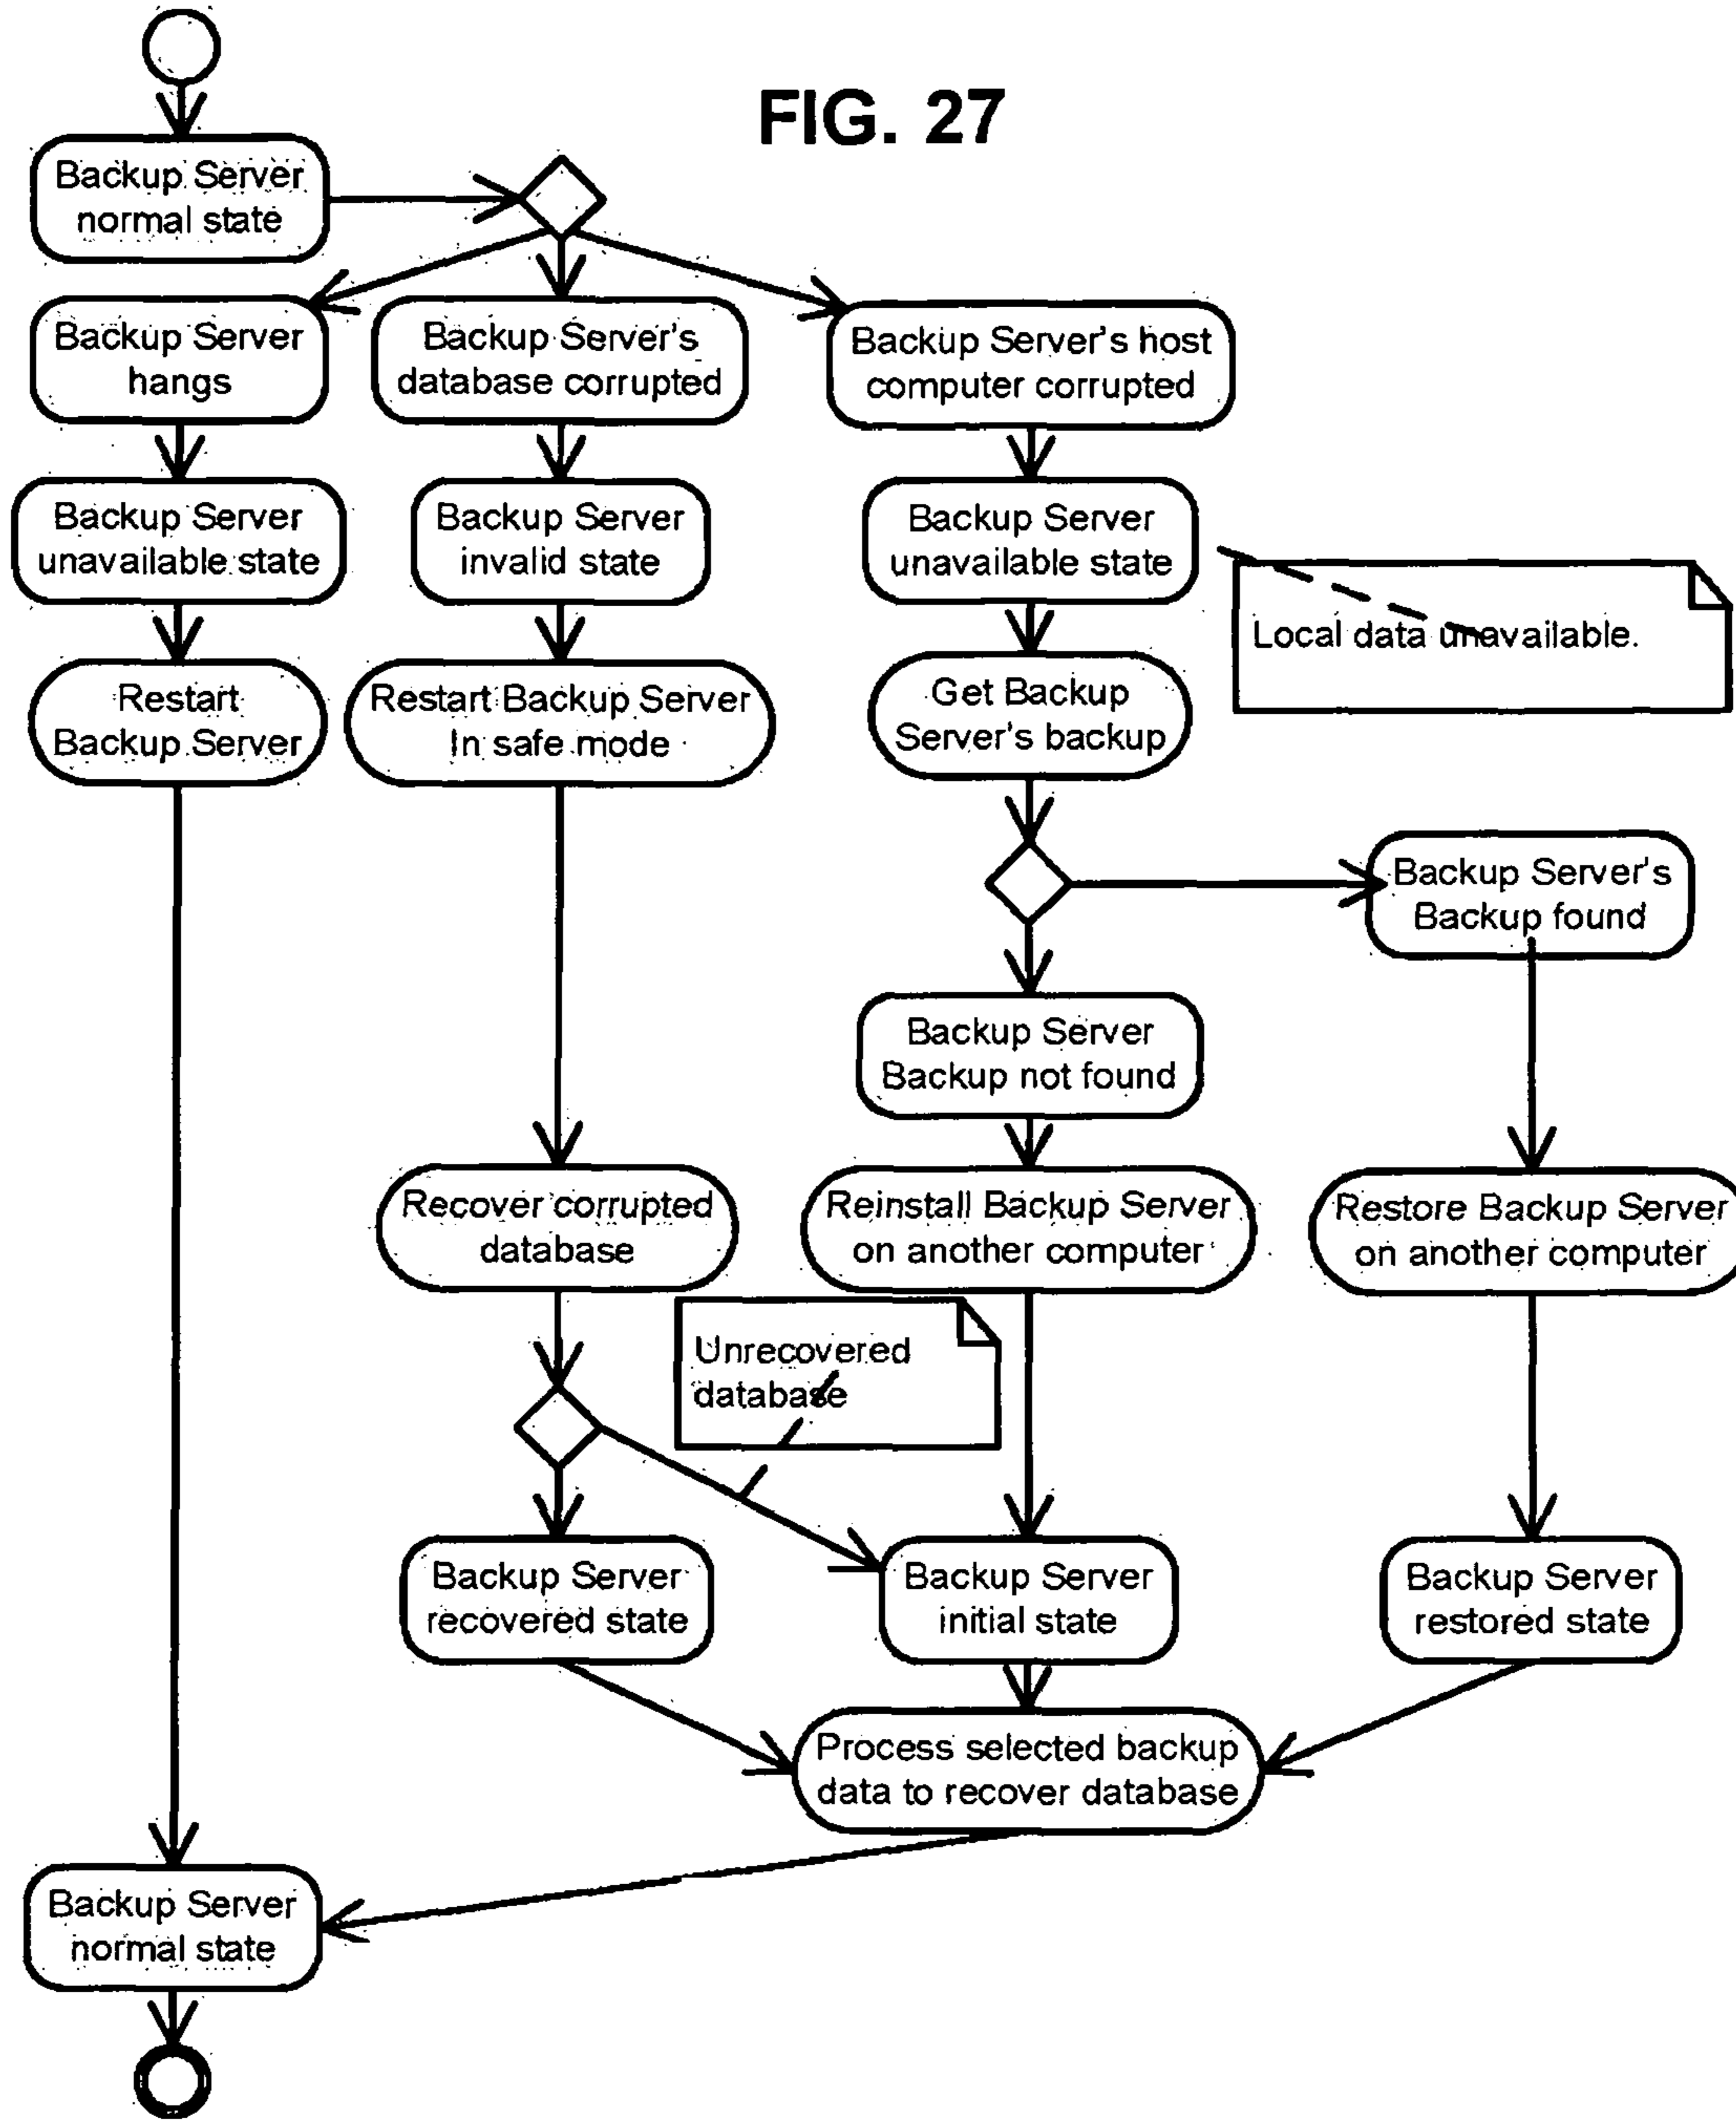 FIG. 27
Backup Server
normal state
Backup Server
hangs
Backup Server's
database corrupted
Backup Server's host
computer corrupted
Backup Server
unavailable state
Backup Server
invalid state
Backup Server
unavailable state
Local data unavailable.
Restart
Backup Server
Restart Backup Server
In safe mode
Get Backup
Server's backup
Backup Server's
Backup found
Backup Server
Backup not found
Recover corrupted
database
Reinstall Backup Server
on another computer
Restore Backup Server
on another computer
Unrecovered
database
Backup Server
recovered state
Backup Server
initial state
Backup Server
restored state
Process selected backup
data to recover database
Backup Server
normal state